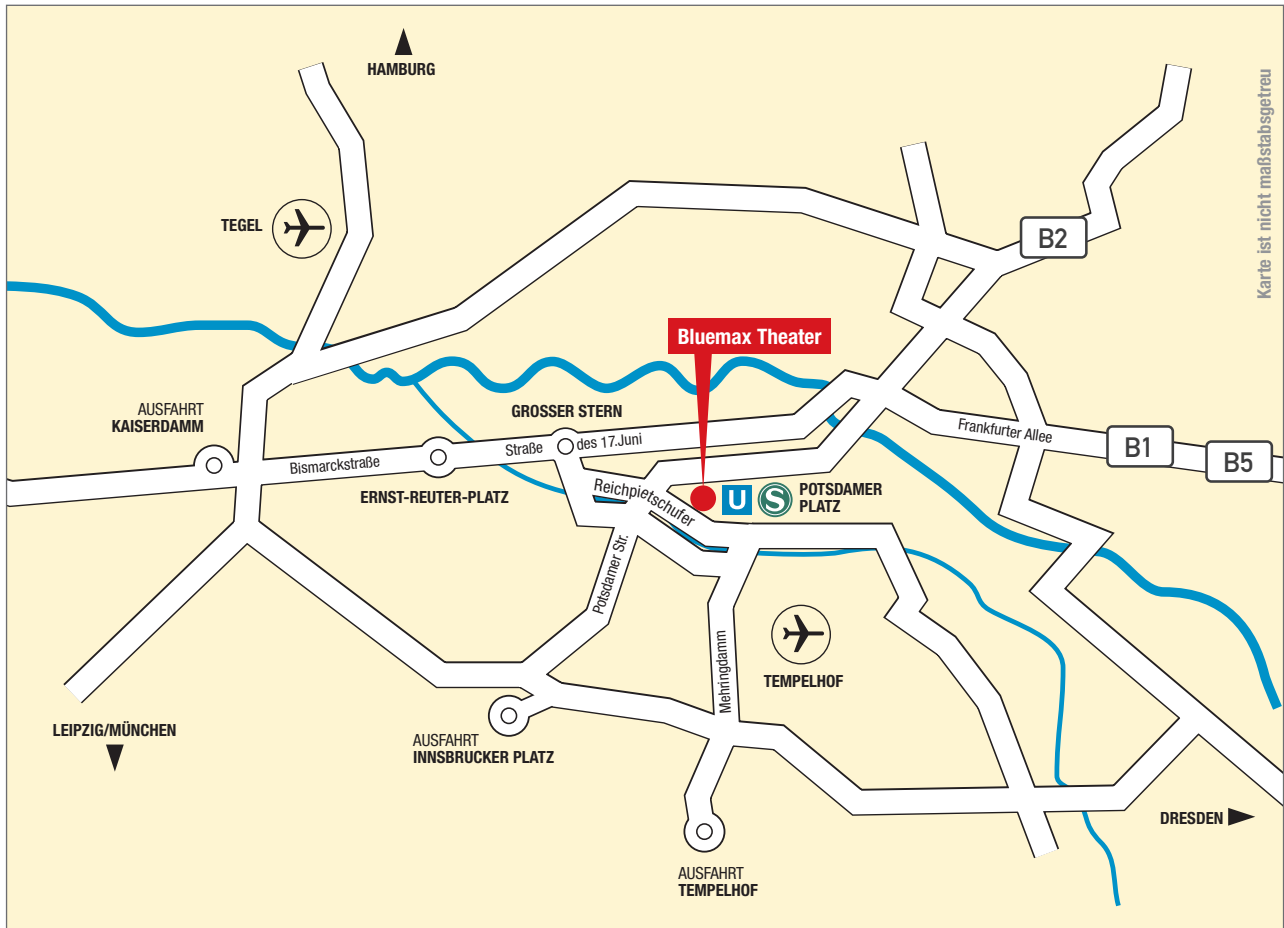 HAMBURG
Karte ist nicht maßstabsgetreu
TEGEL
B2
Bluemax Theater
AUSFAHRT
KAISERDAMM
GROSSER STERN
Straße
des 17.Juni
Bismarckstraße
ERNST-REUTER-PLATZ
Frankfurter Allee
B1
B5
Reichpietschufer
U
S
POTSDAMER
PLATZ
Potsdamer Str.
Mehringdamm
TEMPELHOF
LEIPZIG/MÜNCHEN
AUSFAHRT
INNSBRUCKER PLATZ
DRESDEN
AUSFAHRT
TEMPELHOF